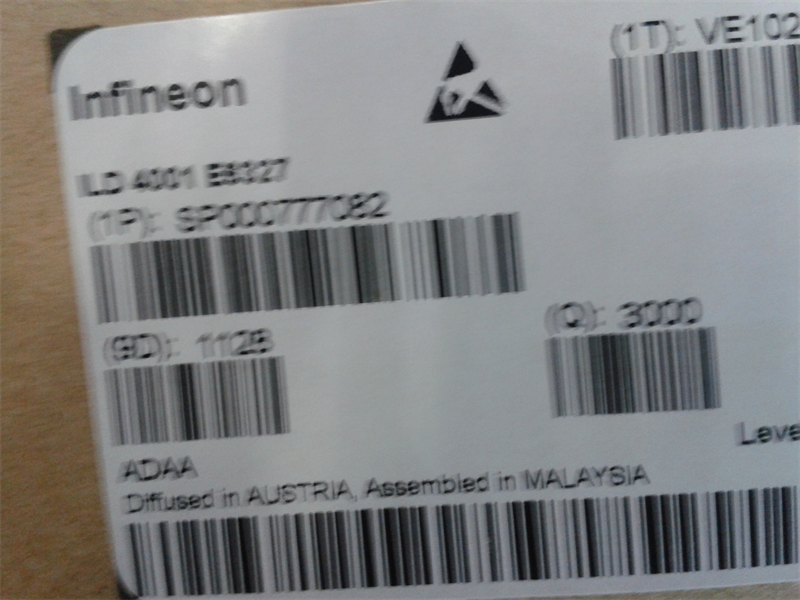 Infineon
(1T): VE102
ILD 4001 E6327
(1P): SP000777082
(9D): 1128
(Q): 3000
Leve
ADAA
Diffused in AUSTRIA, Assembled in MALAYSIA